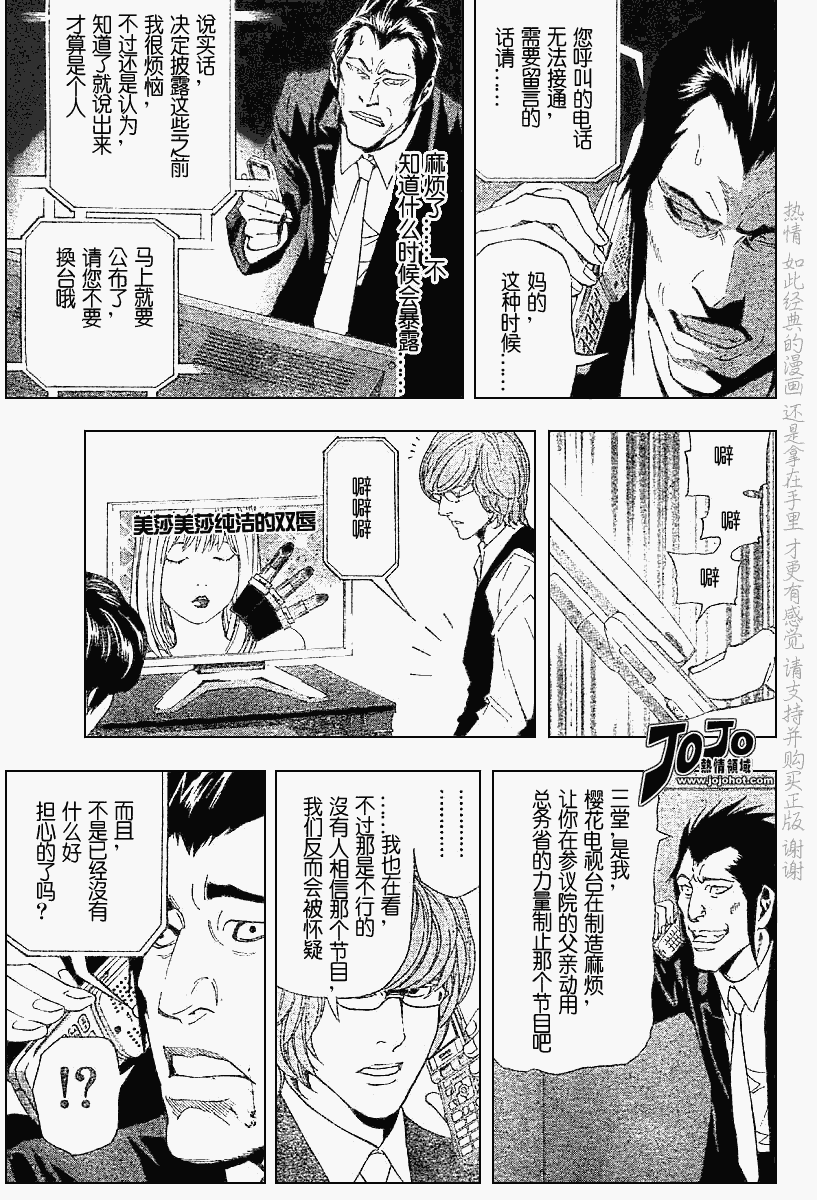 您呼叫的电话
无法接通
需要留言的
话请……
妈的，
这种时候
……
麻烦了……不
知道什么时候会暴露……
说实话，
决定披露这些之前
我很烦恼，
不过还是认为，
知道了就说出来
才算是个人
马上就要
公布了，
请您不要
换台哦
噼
噼
噼
噼噼噼
美莎美莎纯洁的双唇
三堂，是我，
樱花电视台在制造麻烦，
让你在参议院的父亲动用
总务省的力量制止那个节目吧
…………
……我也在看，
不过那是不行的
沒有人相信那个节目，
我们反而会被怀疑
而且，
不是已经沒有
什么好
担心的了吗？
!?
JOJO
熱情領域
www.jojohot.com
热情 如此经典的漫画 还是拿在手里 才更有感觉 请支持并购买正版 谢谢